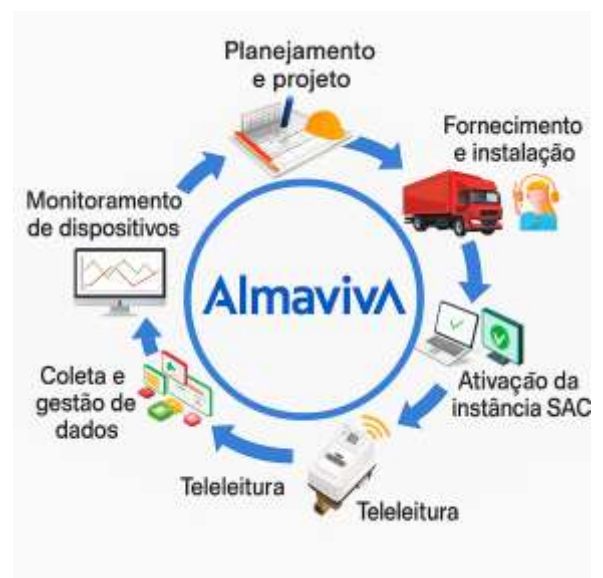 Planejamento
e projeto
Fornecimento
e instalação
Monitoramento
de dispositivos
AlmavivA
Ativação da
instância SAC
Coleta e
gestão de
dados
Teleleitura
Teleleitura